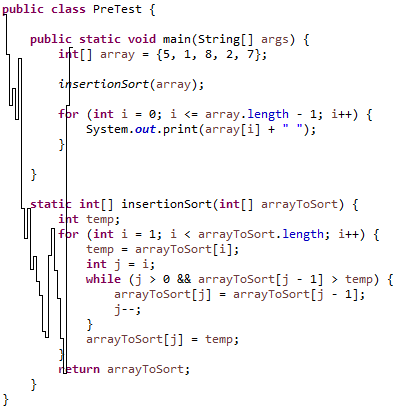 public class PreTest {
public static void main(String[] args) {
int[] array = {5, 1, 8, 2, 7};
insertionSort(array);
for (int i = 0; i <= array.length - 1; i++) {
System.out.print(array[i] + " ");
}
}
static int[] insertionSort(int[] arrayToSort) {
int temp;
for (int i = 1; i < arrayToSort.length; i++) {
temp = arrayToSort[i];
int j = i;
while (j > 0 && arrayToSort[j - 1] > temp) {
arrayToSort[j] = arrayToSort[j - 1];
j--;
}
arrayToSort[j] = temp;
}
return arrayToSort;
}
}